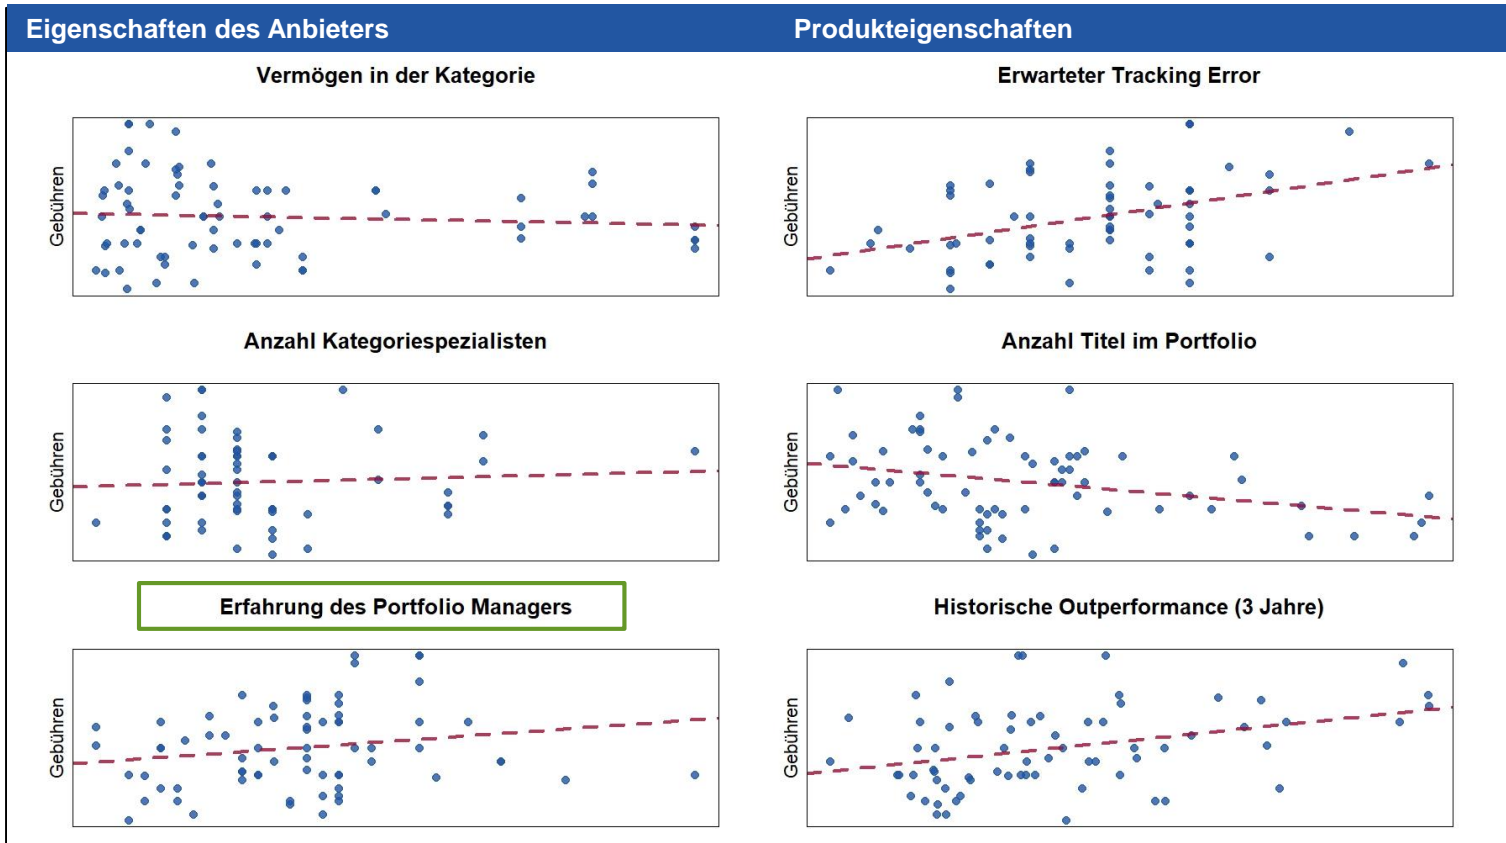 Eigenschaften des Anbieters
Produkteigenschaften
Vermögen in der Kategorie
Gebühren
Erwarteter Tracking Error
Gebühren
Anzahl Kategoriespezialisten
Gebühren
Anzahl Titel im Portfolio
Gebühren
Erfahrung des Portfolio Managers
Gebühren
Historische Outperformance (3 Jahre)
Gebühren